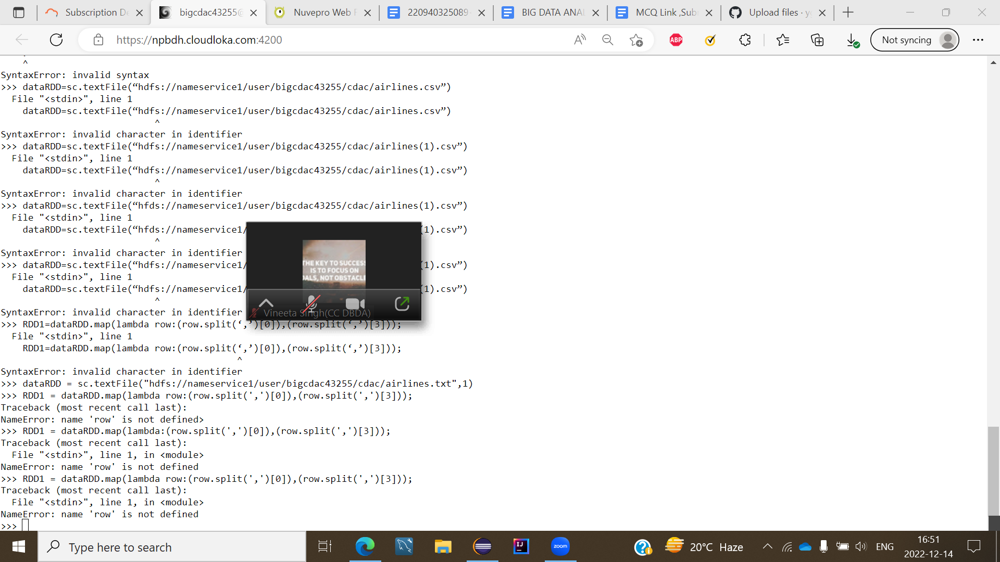 Subscription De
bigcdac43255@
Nuvepro Web F
220940325089
BIG DATA ANAL
MCQ Link ,Sub
Upload files · y
https://npbdh.cloudloka.com:4200
ABP
Not syncing
^
SyntaxError: invalid syntax
>>> dataRDD=sc.textFile(“hdfs://nameservice1/user/bigcdac43255/cdac/airlines.csv”)
File "<stdin>", line 1
dataRDD=sc.textFile(“hdfs://nameservice1/user/bigcdac43255/cdac/airlines.csv”)
^
SyntaxError: invalid character in identifier
>>> dataRDD=sc.textFile(“hdfs://nameservice1/user/bigcdac43255/cdac/airlines(1).csv”)
File "<stdin>", line 1
dataRDD=sc.textFile(“hdfs://nameservice1/user/bigcdac43255/cdac/airlines(1).csv”)
^
SyntaxError: invalid character in identifier
>>> dataRDD=sc.textFile(“hfds://nameservice1/user/bigcdac43255/cdac/airlines(1).csv”)
File "<stdin>", line 1
dataRDD=sc.textFile(“hfds://nameservice1/ (1).csv”)
^
SyntaxError: invalid character in identifier
>>> dataRDD=sc.textFile(“hdfs://nameservice1/ (1).csv”)
File "<stdin>", line 1
dataRDD=sc.textFile(“hdfs://nameservice1/ (1).csv”)
^
SyntaxError: invalid character in identifier
THE KEY TO SUCCESS
IS TO FOCUS ON
OALS, NOT OBSTACLE
Vineeta Singh(CC DBDA)
>>> RDD1=dataRDD.map(lambda row:(row.split(‘,’)[0]),(row.split(‘,’)[3]));
File "<stdin>", line 1
RDD1=dataRDD.map(lambda row:(row.split(‘,’)[0]),(row.split(‘,’)[3]));
^
SyntaxError: invalid character in identifier
>>> dataRDD = sc.textFile("hdfs://nameservice1/user/bigcdac43255/cdac/airlines.txt",1)
>>> RDD1 = dataRDD.map(lambda row:(row.split(',')[0]),(row.split(',')[3]));
Traceback (most recent call last):
NameError: name 'row' is not defined>
>>> RDD1 = dataRDD.map(lambda:(row.split(',')[0]),(row.split(',')[3]));
Traceback (most recent call last):
File "<stdin>", line 1, in <module>
NameError: name 'row' is not defined
>>> RDD1 = dataRDD.map(lambda row:(row.split(',')[0]),(row.split(',')[3]));
Traceback (most recent call last):
File "<stdin>", line 1, in <module>
NameError: name 'row' is not defined
>>>
Type here to search
IJ
zoom
20°C Haze
ENG
16:51
2022-12-14